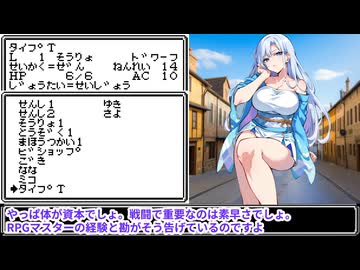 タイプT
L 1 そうりょ ドワーフ
せいかく=ぜん ねんれい 14
HP 6/6 AC 10
じょうたい=せいじょう
せんし1 ゆき
せんし2 さよ
そうりょ1
とうぞく1
まほうつかい1
ビショップ
ごき
なな
ミコ
➔タイプT
やっぱ体が資本でしょ。戦闘で重要なのは素早さでしょ。
RPGマスターの経験と勘がそう告げているのですよ